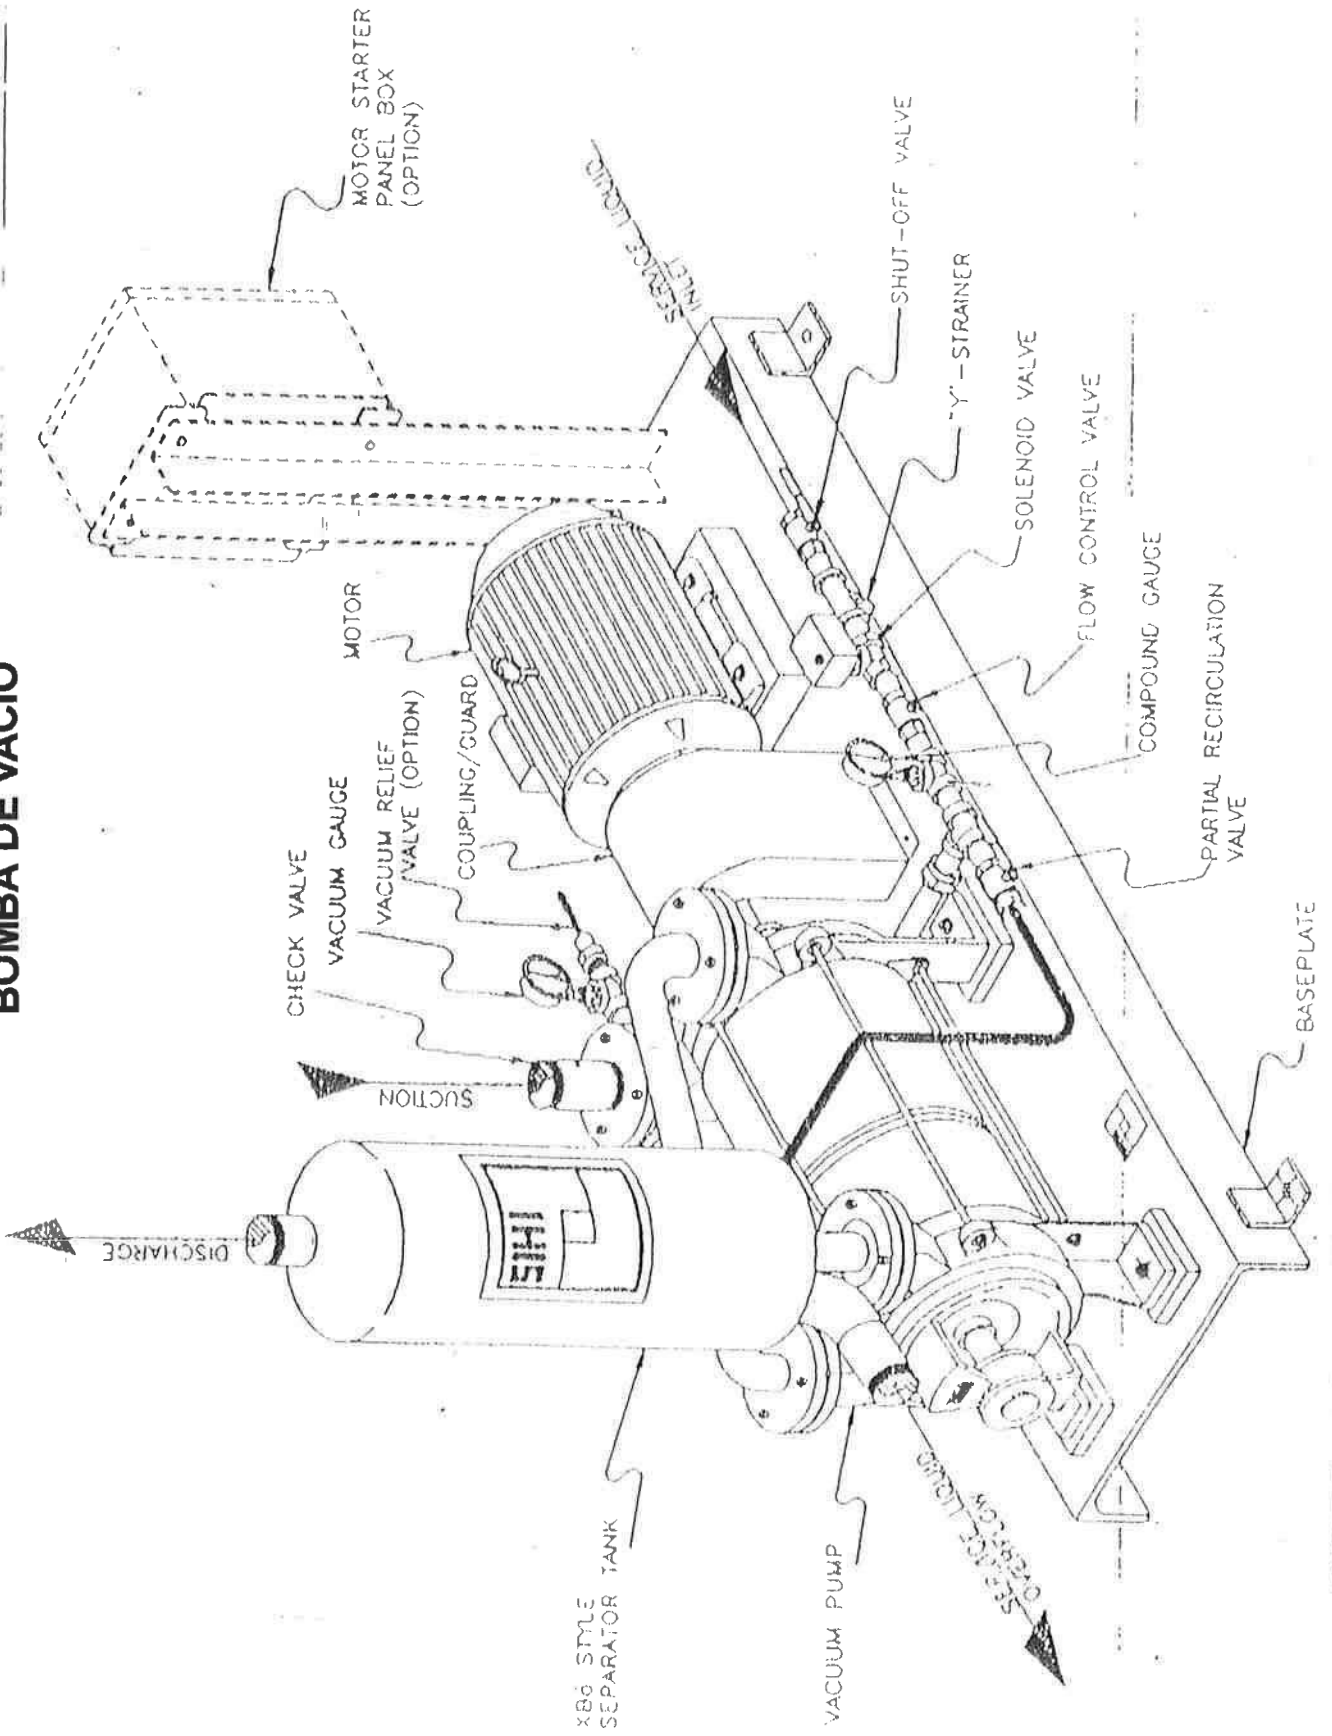 BOMBA DE VACIO
MOTOR STARTER
PANEL BOX
(OPTION)
MOTOR
CHECK VALVE
VACUUM GAUGE
VACUUM RELIEF
VALVE (OPTION)
COUPLING/GUARD
SUCTION
DISCHARGE
SERVICE LIQUID
INLET
SHUT-OFF VALVE
"Y"-STRAINER
SOLENOID VALVE
FLOW CONTROL VALVE
COMPOUND GAUGE
PARTIAL RECIRCULATION
VALVE
BASEPLATE
STYLE
SEPARATOR TANK
VACUUM PUMP
SERVICE LIQUID
OVERFLOW